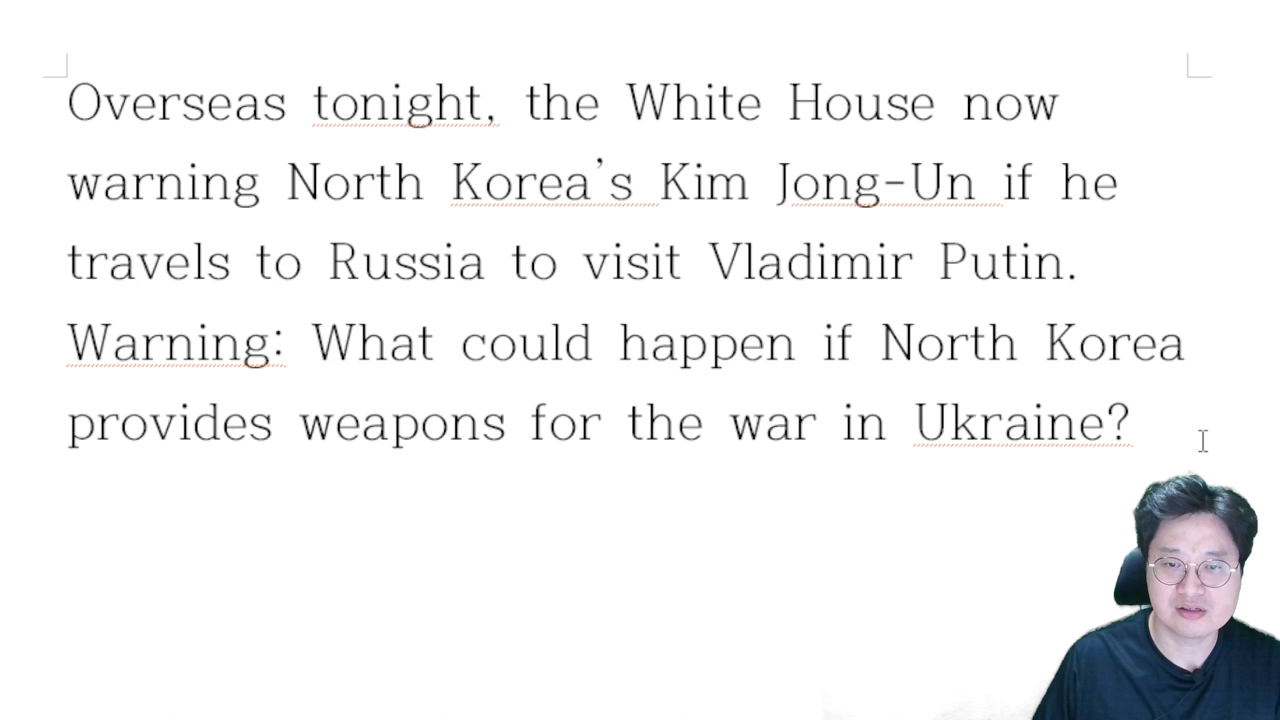 Overseas tonight, the White House now
warning North Korea's Kim Jong-Un if he
travels to Russia to visit Vladimir Putin.
Warning: What could happen if North Korea
provides weapons for the war in Ukraine?